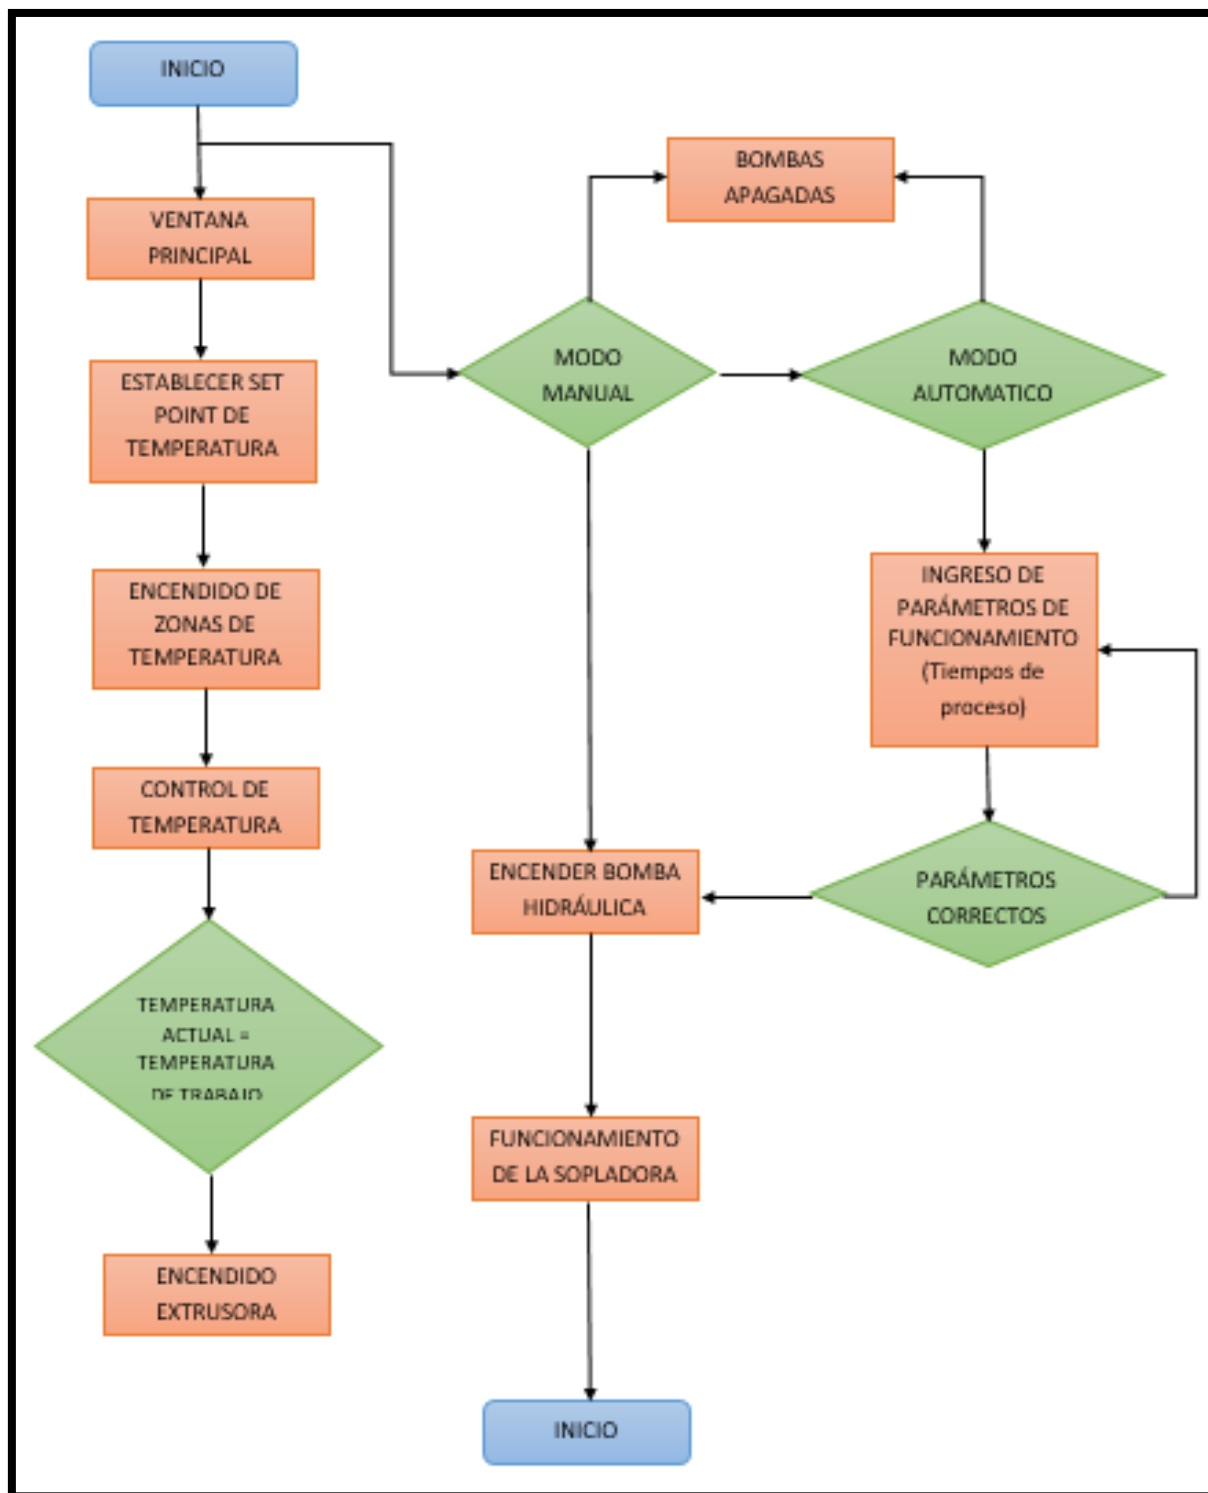 INICIO
VENTANA
PRINCIPAL
ESTABLECER SET
POINT DE
TEMPERATURA
ENCENDIDO DE
ZONAS DE
TEMPERATURA
CONTROL DE
TEMPERATURA
TEMPERATURA
ACTUAL =
TEMPERATURA
DE TRABAJO
ENCENDIDO
EXTRUSORA
BOMBAS
APAGADAS
MODO
MANUAL
MODO
AUTOMATICO
INGRESO DE
PARÁMETROS DE
FUNCIONAMIENTO
(Tiempos de
proceso)
PARÁMETROS
CORRECTOS
ENCENDER BOMBA
HIDRÁULICA
FUNCIONAMIENTO
DE LA SOPLADORA
INICIO